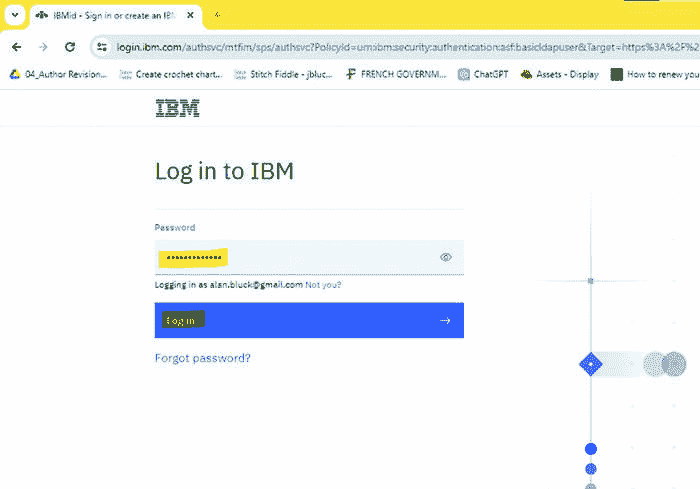 IBMid - Sign in or create an IBM
login.ibm.com/authsvc/mtfim/sps/authsvc?PolicyId=urn:ibm:security:authentication:asf:basicldapuser&Target=https%3A%2F%2
04_Author Revision... Create crochet chart... Stitch Fiddle - jbluc... FRENCH GOVERNM... ChatGPT Assets - Display How to renew you
IBM
Log in to IBM
Password
•••••••••••••
Logging in as alan.bluck@gmail.com Not you?
Log in
Forgot password?